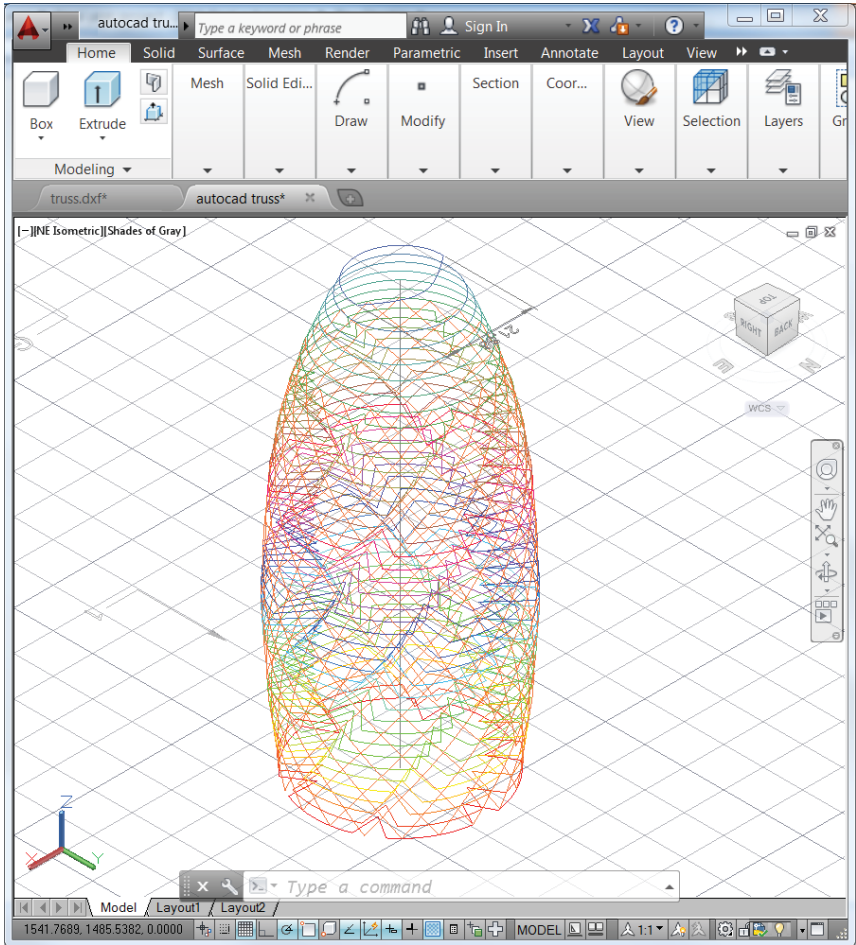 autocad tru... Type a keyword or phrase Sign In
Home Solid Surface Mesh Render Parametric Insert Annotate Layout View
Mesh Solid Edi... Section Coor...
Box Extrude Draw Modify View Selection Layers Gr
Modeling
truss.dxf* autocad truss*
[−][NE Isometric][Shades of Gray]
TOP
RIGHT BACK
E N
WCS
Z
X Y
Type a command
Model Layout1 Layout2
1541.7689, 1485.5382, 0.0000 MODEL 1:1